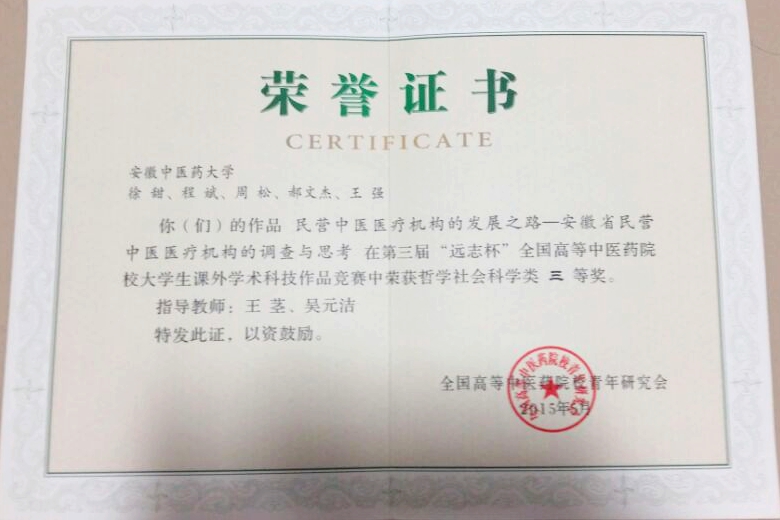 荣誉证书
CERTIFICATE
安徽中医药大学
徐 甜、程 斌、周 松、郝文杰、王 强
你(们)的作品 民营中医医疗机构的发展之路—安徽省民营
中医医疗机构的调查与思考 在第三届“远志杯”全国高等中医药院
校大学生课外学术科技作品竞赛中荣获哲学社会科学类 三 等奖。
指导教师：王 茎、吴元洁
特发此证，以资鼓励。
全国高等中医药院校青年研究会
2015年5月